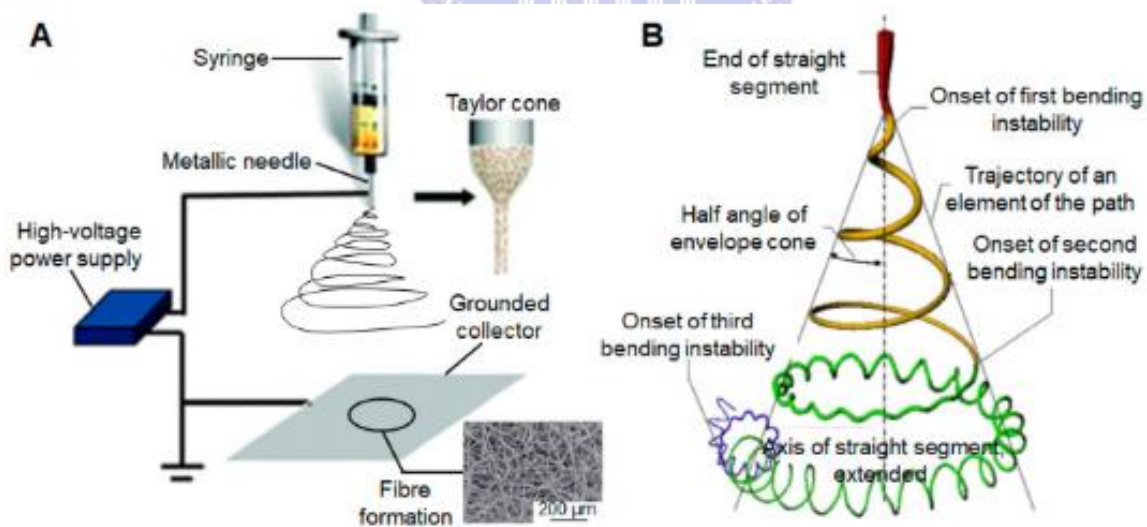 A
Syringe
Taylor cone
Metallic needle
High-voltage
power supply
Grounded
collector
Fibre
formation
200 µm
B
End of straight
segment
Onset of first bending
instability
Trajectory of an
element of the path
Half angle of
envelope cone
Onset of second
bending instability
Onset of third
bending instability
Axis of straight segment,
extended